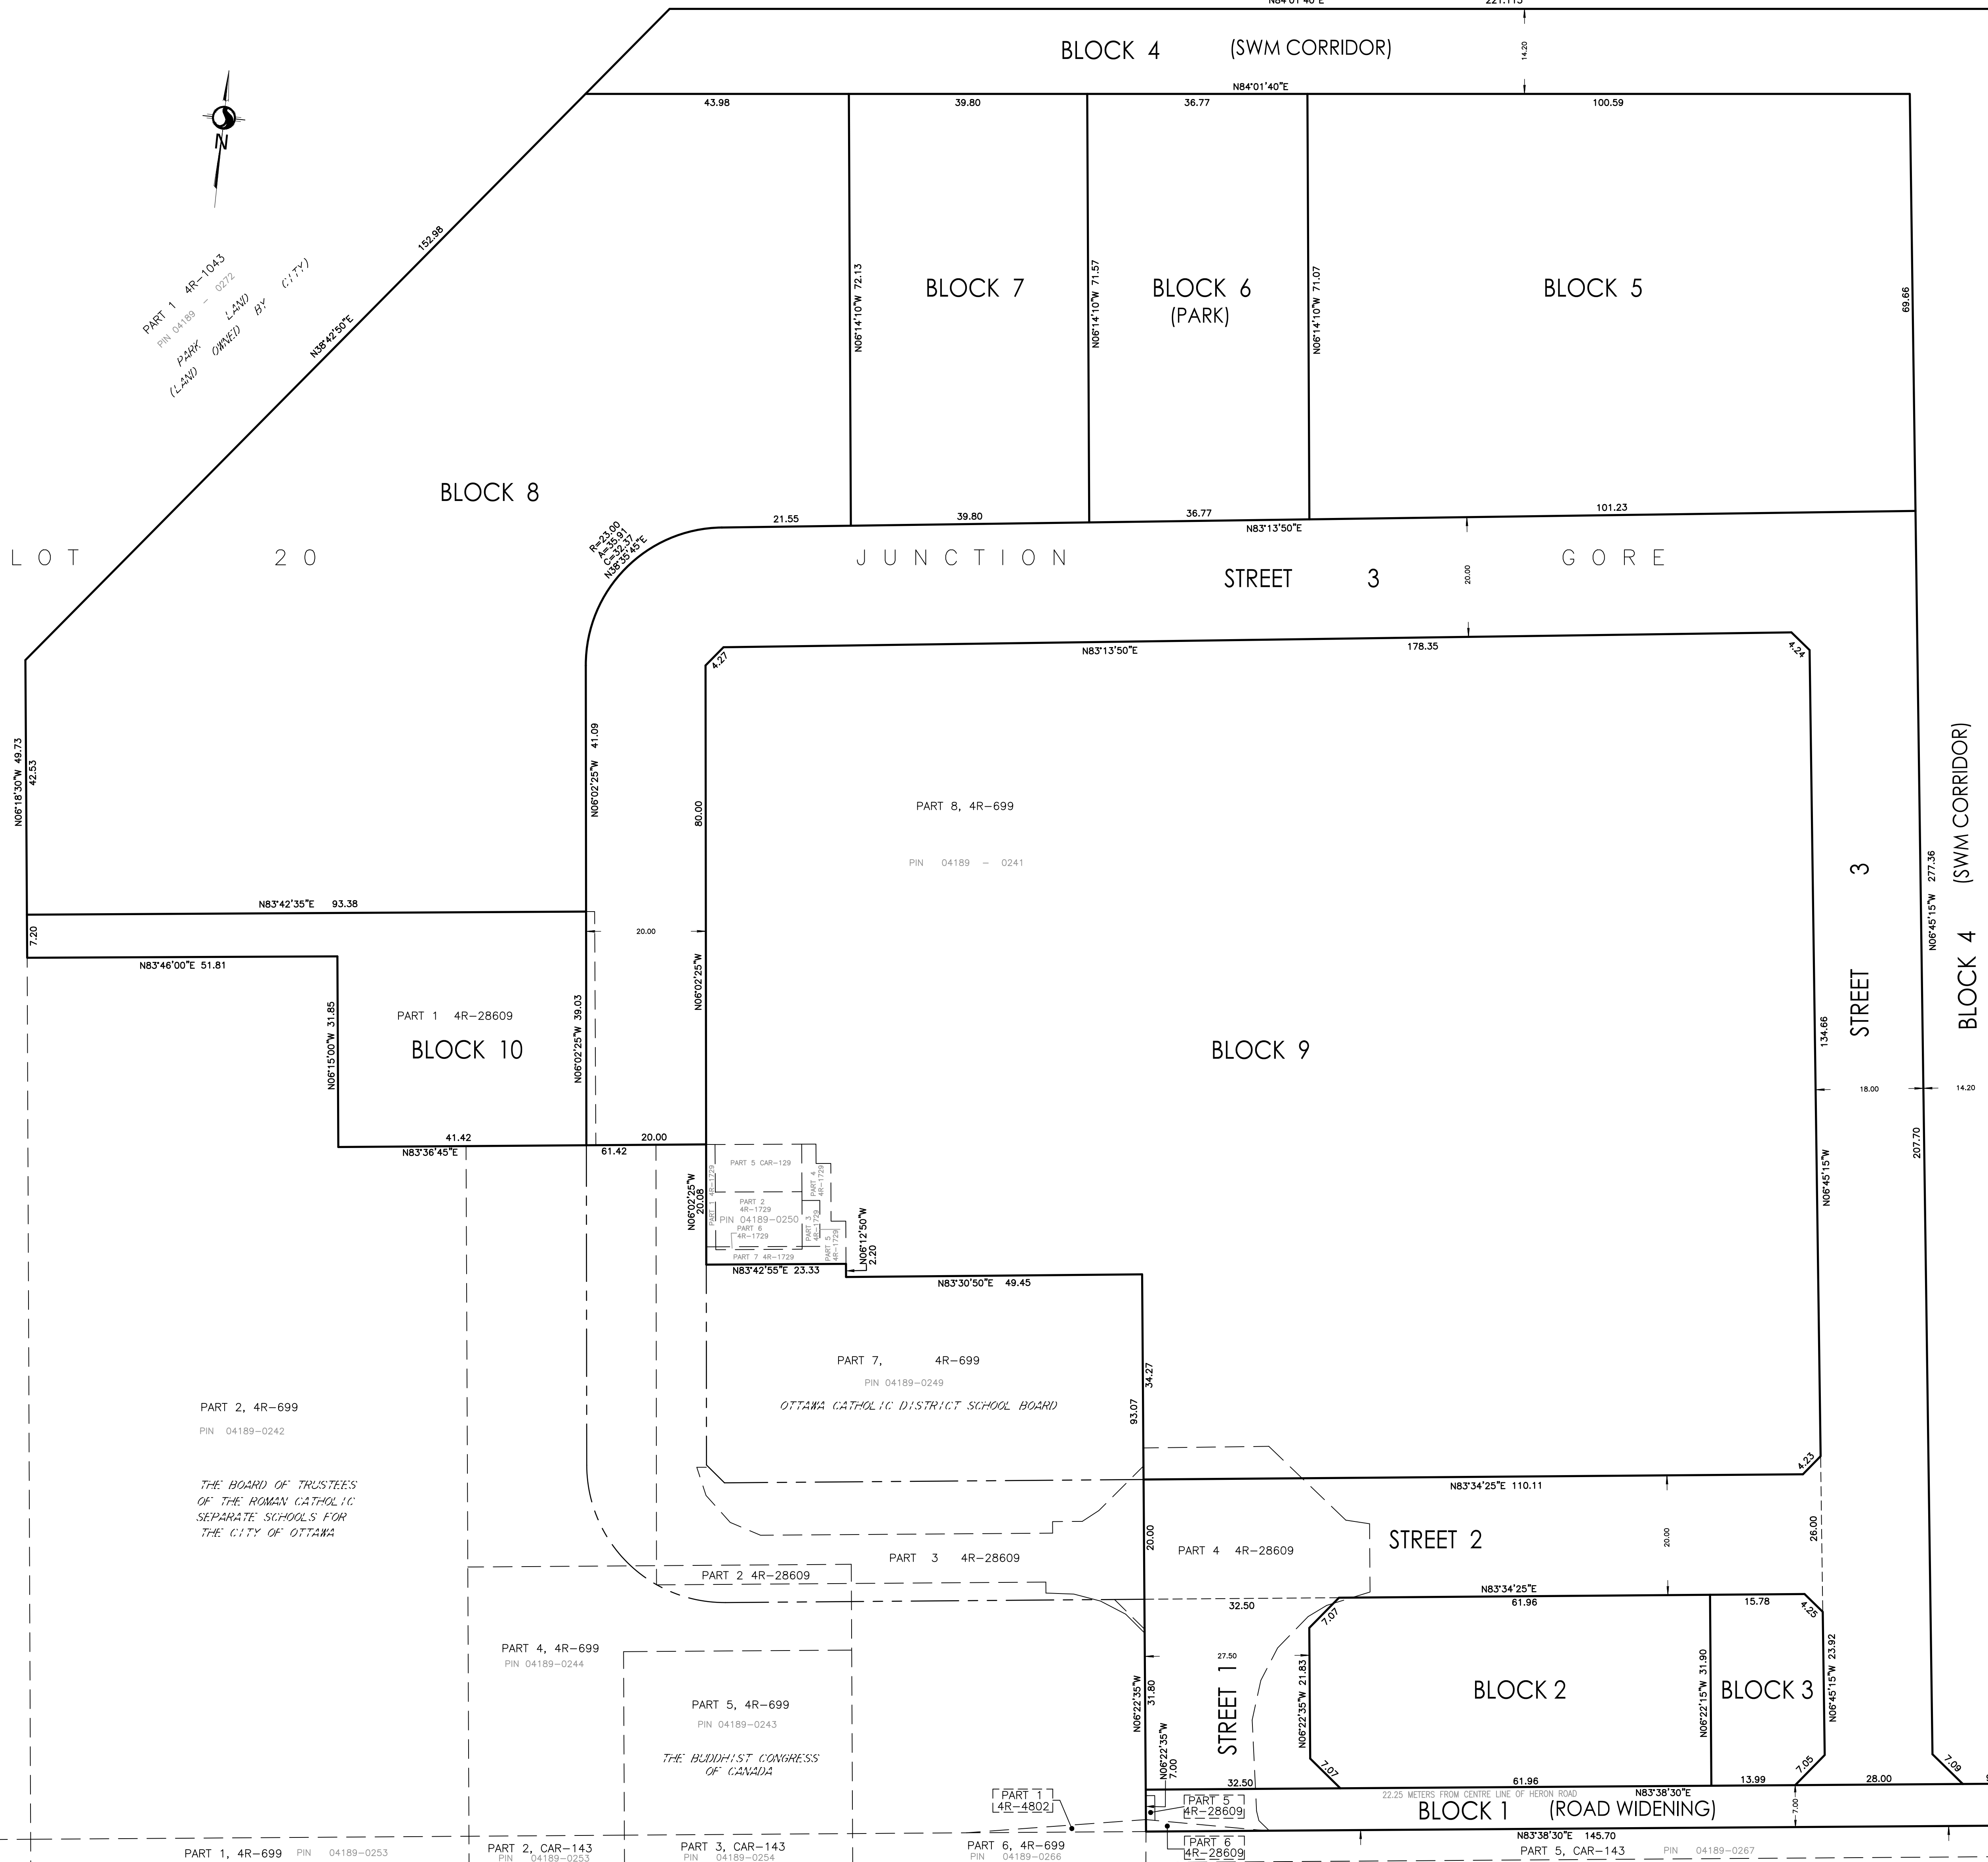 N84°01'40"E 221.115
BLOCK 4 (SWM CORRIDOR)
14.20
N84°01'40"E
43.98 39.80 36.77 100.59
N
152.98
N38°42'50"E
PART 1 4R-1043
PIN 04189 - 0272
PARK LAND
(LAND OWNED BY CITY)
N06°14'10"W 72.13
BLOCK 7
N06°14'10"W 71.57
BLOCK 6
(PARK)
N06°14'10"W 71.07
BLOCK 5
69.66
BLOCK 8
21.55 39.80 36.77 101.23
N83°13'50"E
R=23.00
A=35.91
C=32.37
N38°35'45"E
LOT 20 JUNCTION GORE
STREET 3
20.00
4.27
N83°13'50"E 178.35
4.24
N06°18'30"W 49.73
42.53
N06°02'25"W 41.09
80.00
N06°02'25"W
PART 8, 4R-699
PIN 04189 - 0241
STREET 3
N06°45'15"W 277.36
BLOCK 4 (SWM CORRIDOR)
N83°42'35"E 93.38
7.20
20.00
N83°46'00"E 51.81
N06°15'00"W 31.85
PART 1 4R-28609
BLOCK 10
N06°02'25"W 39.03
BLOCK 9
134.66
18.00
14.20
N06°45'15"W
207.70
41.42 20.00
N83°36'45"E 61.42
N06°02'25"W
20.08
PART 1 4R-1729
PART 5 CAR-129
PART 4
4R-1729
PART 2
4R-1729
PIN 04189-0250
PART 6
4R-1729
PART 3
4R-1729
PART 5
4R-1729
PART 7 4R-1729
N06°12'50"W
2.20
N83°42'55"E 23.33
N83°30'50"E 49.45
PART 7, 4R-699
PIN 04189-0249
OTTAWA CATHOLIC DISTRICT SCHOOL BOARD
34.27
93.07
PART 2, 4R-699
PIN 04189-0242
THE BOARD OF TRUSTEES
OF THE ROMAN CATHOLIC
SEPARATE SCHOOLS FOR
THE CITY OF OTTAWA
4.23
N83°34'25"E 110.11
20.00
STREET 2
20.00
26.00
PART 3 4R-28609
PART 4 4R-28609
PART 2 4R-28609
N83°34'25"E
32.50 61.96 15.78
4.25
7.07
PART 4, 4R-699
PIN 04189-0244
PART 5, 4R-699
PIN 04189-0243
THE BUDDHIST CONGRESS
OF CANADA
N06°22'35"W
31.80
27.50
STREET 1
N06°22'35"W 21.83
BLOCK 2
N06°22'15"W 31.90
BLOCK 3
N06°45'15"W 23.92
N06°22'35"W
7.00
7.07
7.05
7.09
32.50 61.96 13.99 28.00
22.25 METERS FROM CENTRE LINE OF HERON ROAD
N83°38'30"E
PART 1
4R-4802
PART 5
4R-28609
BLOCK 1 (ROAD WIDENING)
7.00
PART 6
4R-28609
N83°38'30"E 145.70
PART 1, 4R-699 PIN 04189-0253
PART 2, CAR-143
PIN 04189-0253
PART 3, CAR-143
PIN 04189-0254
PART 6, 4R-699
PIN 04189-0266
PART 5, CAR-143 PIN 04189-0267